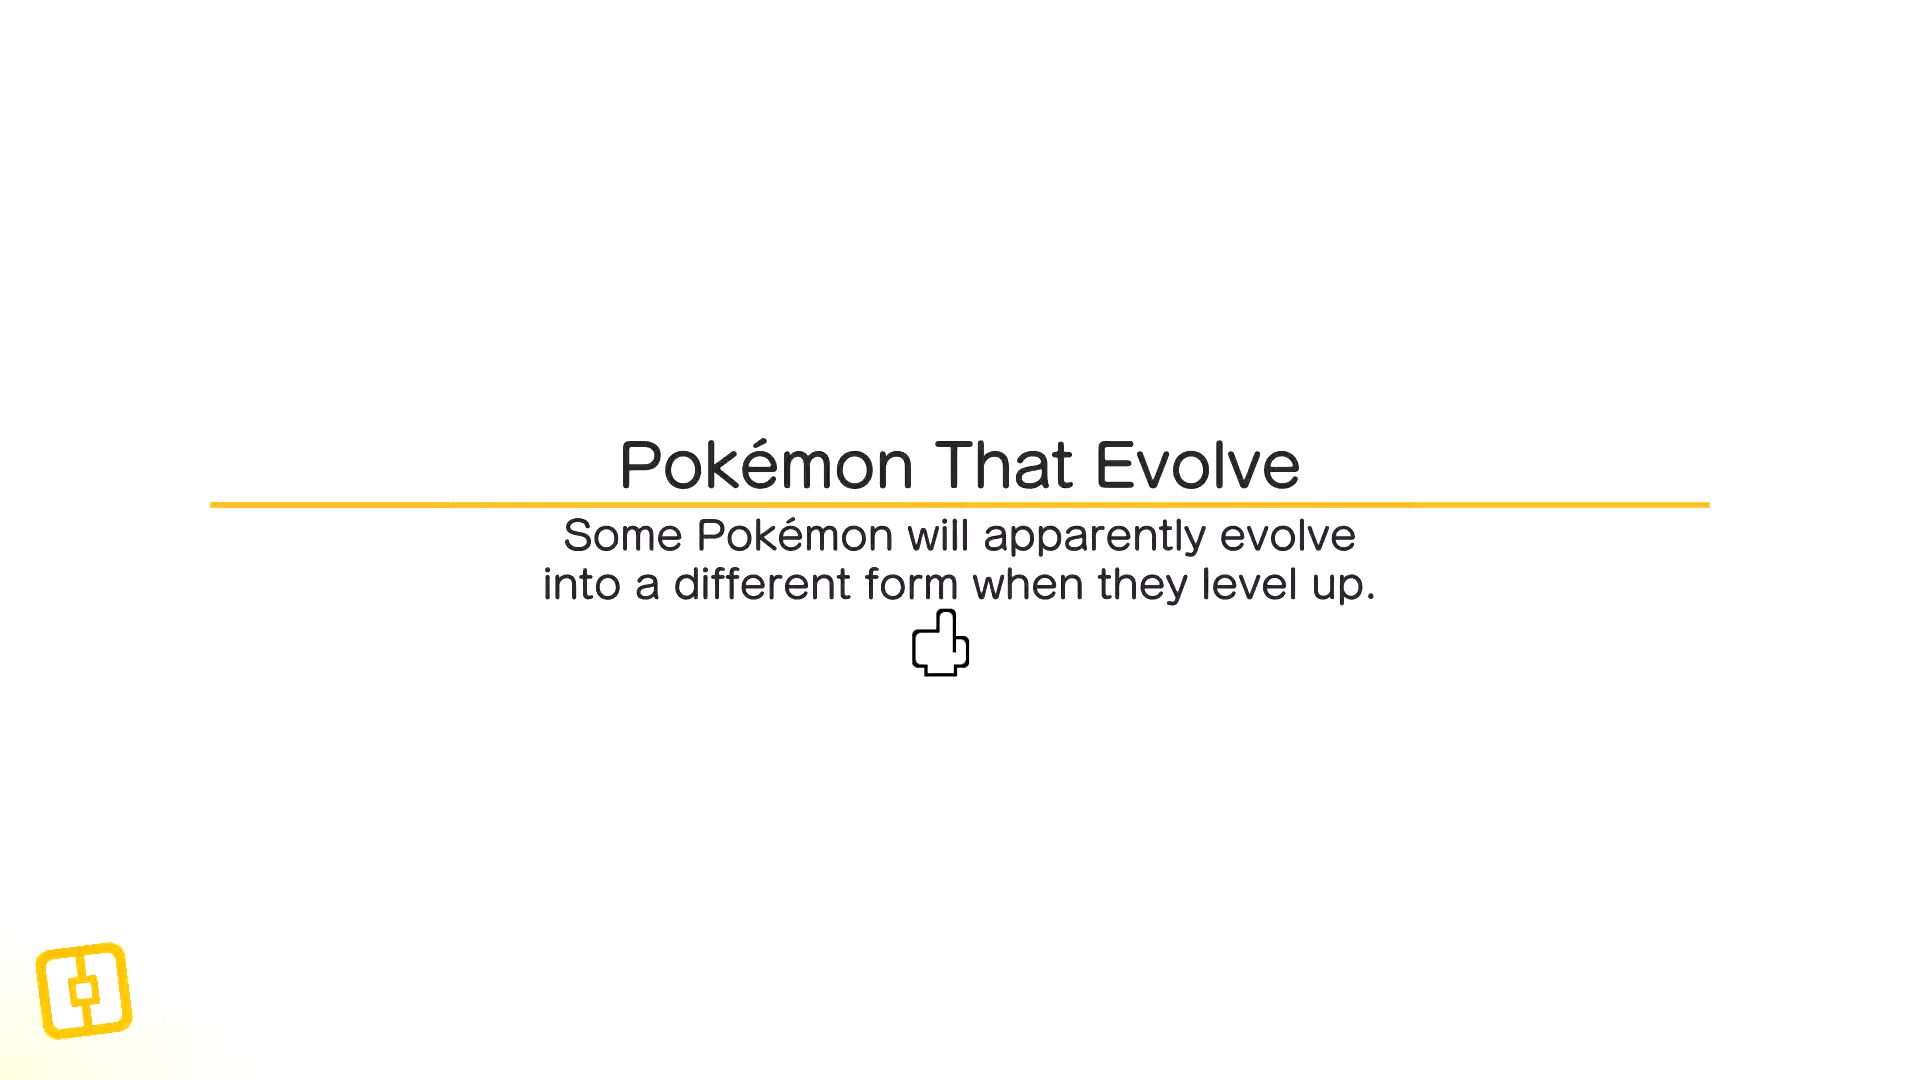 Pokémon That Evolve
Some Pokémon will apparently evolve
into a different form when they level up.